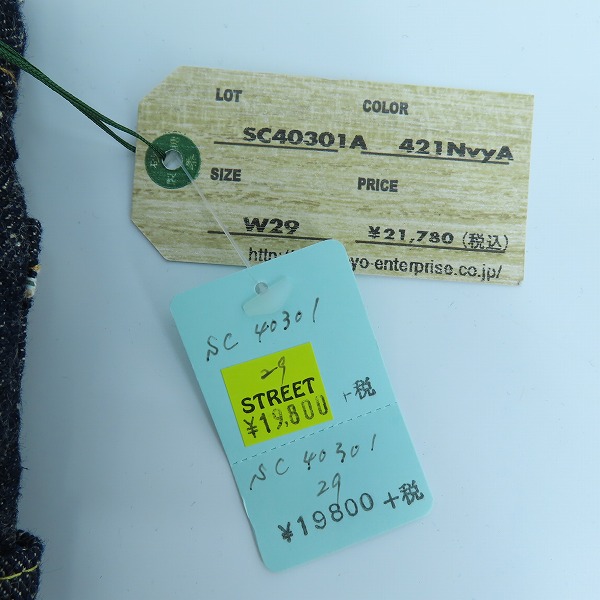 LOT COLOR
SC40301A 421NvyA
SIZE PRICE
W29 ¥21,780 (税込)
http:// yo-enterprise.co.jp/
SC 40301
29
STREET
¥19,800 +税
SC 40301
29
¥19800 +税